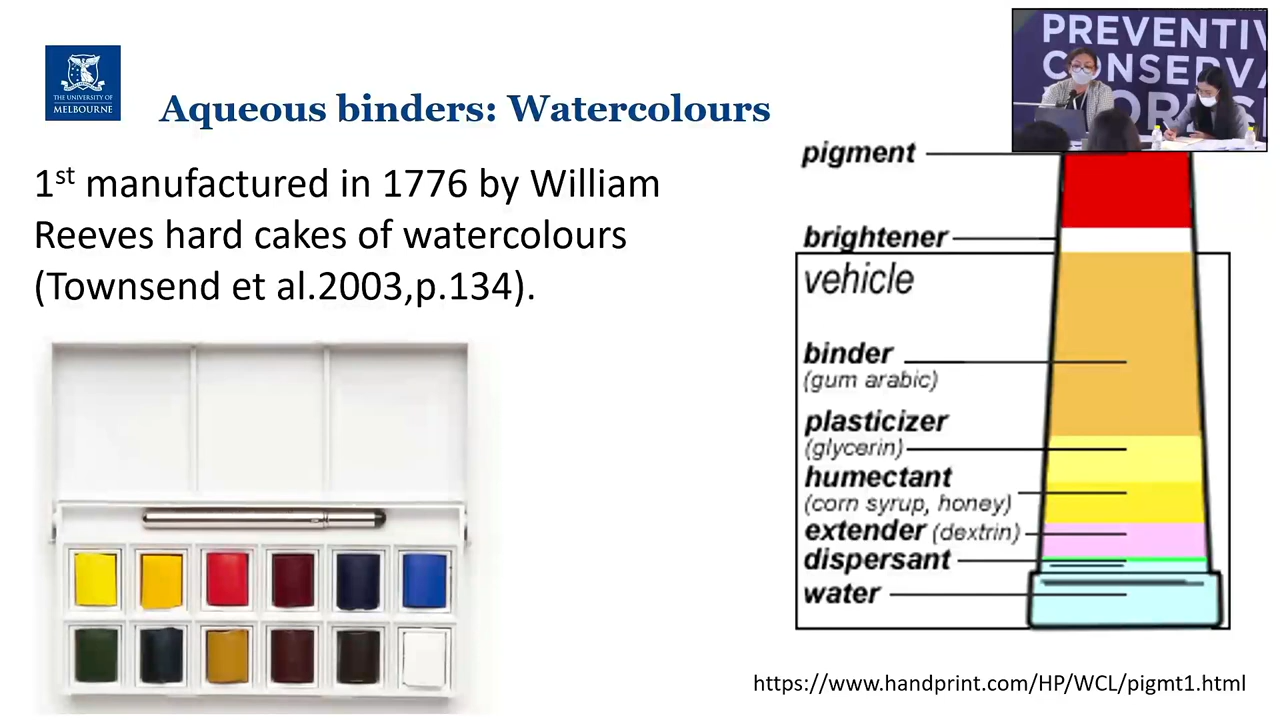 THE UNIVERSITY OF
MELBOURNE
Aqueous binders: Watercolours
1st manufactured in 1776 by William
Reeves hard cakes of watercolours
(Townsend et al.2003,p.134).
pigment
brightener
vehicle
binder
(gum arabic)
plasticizer
(glycerin)
humectant
(corn syrup, honey)
extender (dextrin)
dispersant
water
https://www.handprint.com/HP/WCL/pigmt1.html